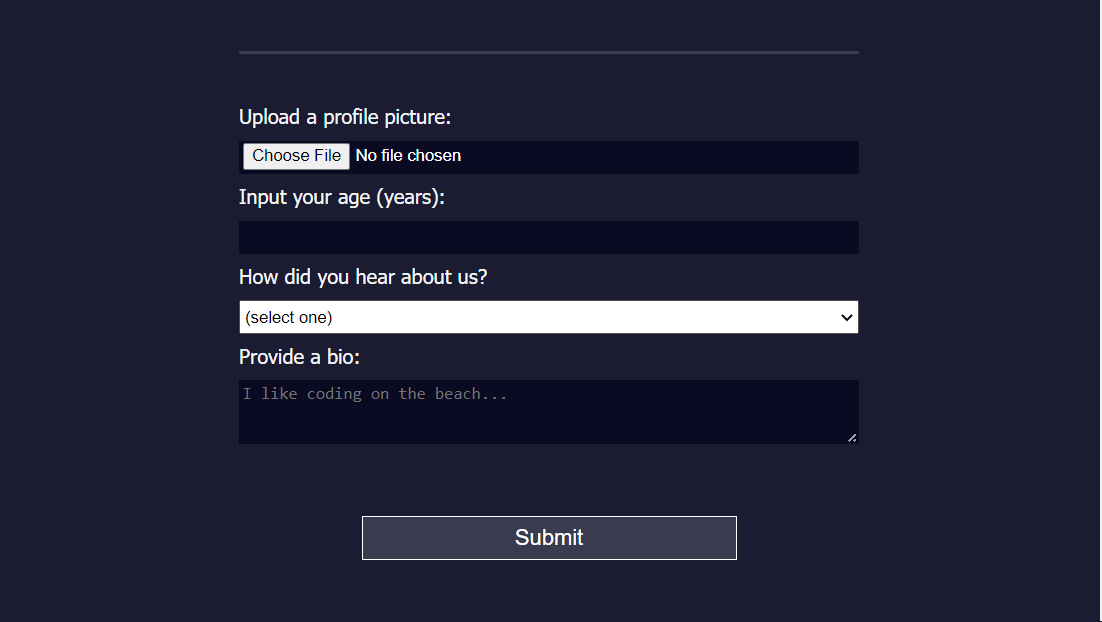 Upload a profile picture:
Choose File No file chosen
Input your age (years):
How did you hear about us?
(select one)
Provide a bio:
I like coding on the beach...
Submit